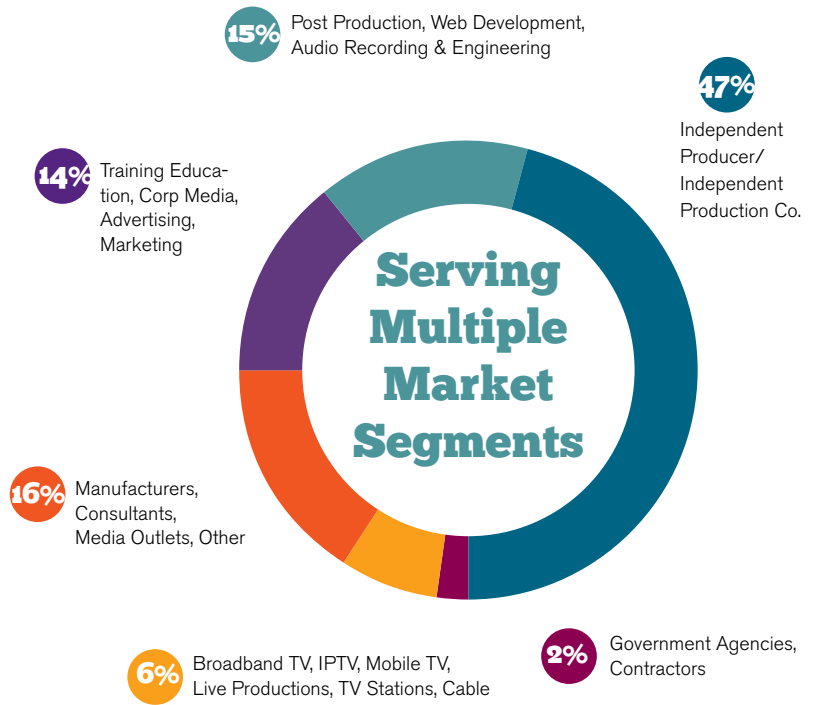 15%
Post Production, Web Development,
Audio Recording & Engineering
47%
Independent
Producer/
Independent
Production Co.
14%
Training Educa-
tion, Corp Media,
Advertising,
Marketing
Serving
Multiple
Market
Segments
16%
Manufacturers,
Consultants,
Media Outlets, Other
6%
Broadband TV, IPTV, Mobile TV,
Live Productions, TV Stations, Cable
2%
Government Agencies,
Contractors